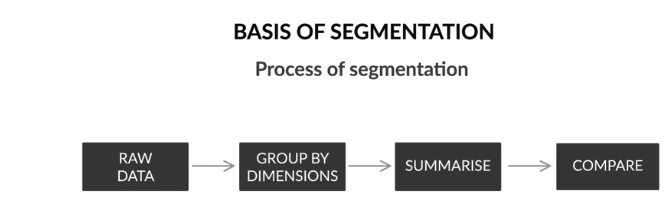 BASIS OF SEGMENTATION
Process of segmentation
RAW
DATA
GROUP BY
DIMENSIONS
SUMMARISE
COMPARE